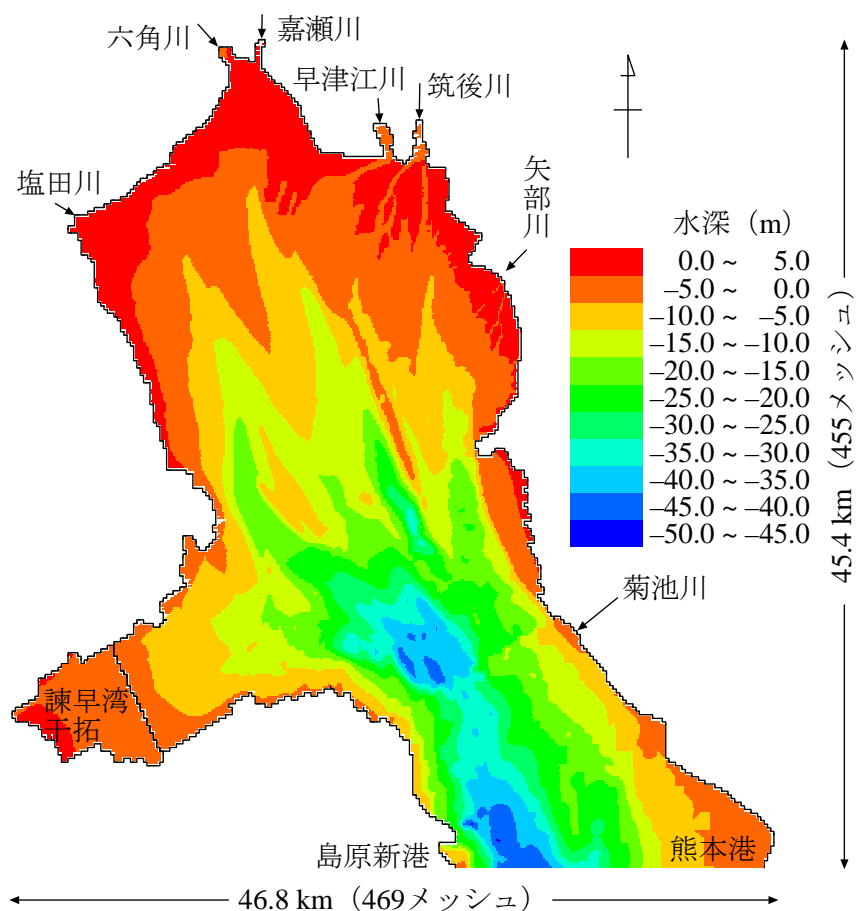 六角川
嘉瀬川
早津江川
筑後川
塩田川
矢部川
水深（m）
0.0 ~ 5.0
–5.0 ~ 0.0
–10.0 ~ –5.0
–15.0 ~ –10.0
–20.0 ~ –15.0
–25.0 ~ –20.0
–30.0 ~ –25.0
–35.0 ~ –30.0
–40.0 ~ –35.0
–45.0 ~ –40.0
–50.0 ~ –45.0
45.4 km（455メッシュ）
菊池川
諫早湾
干拓
島原新港
熊本港
46.8 km（469メッシュ）